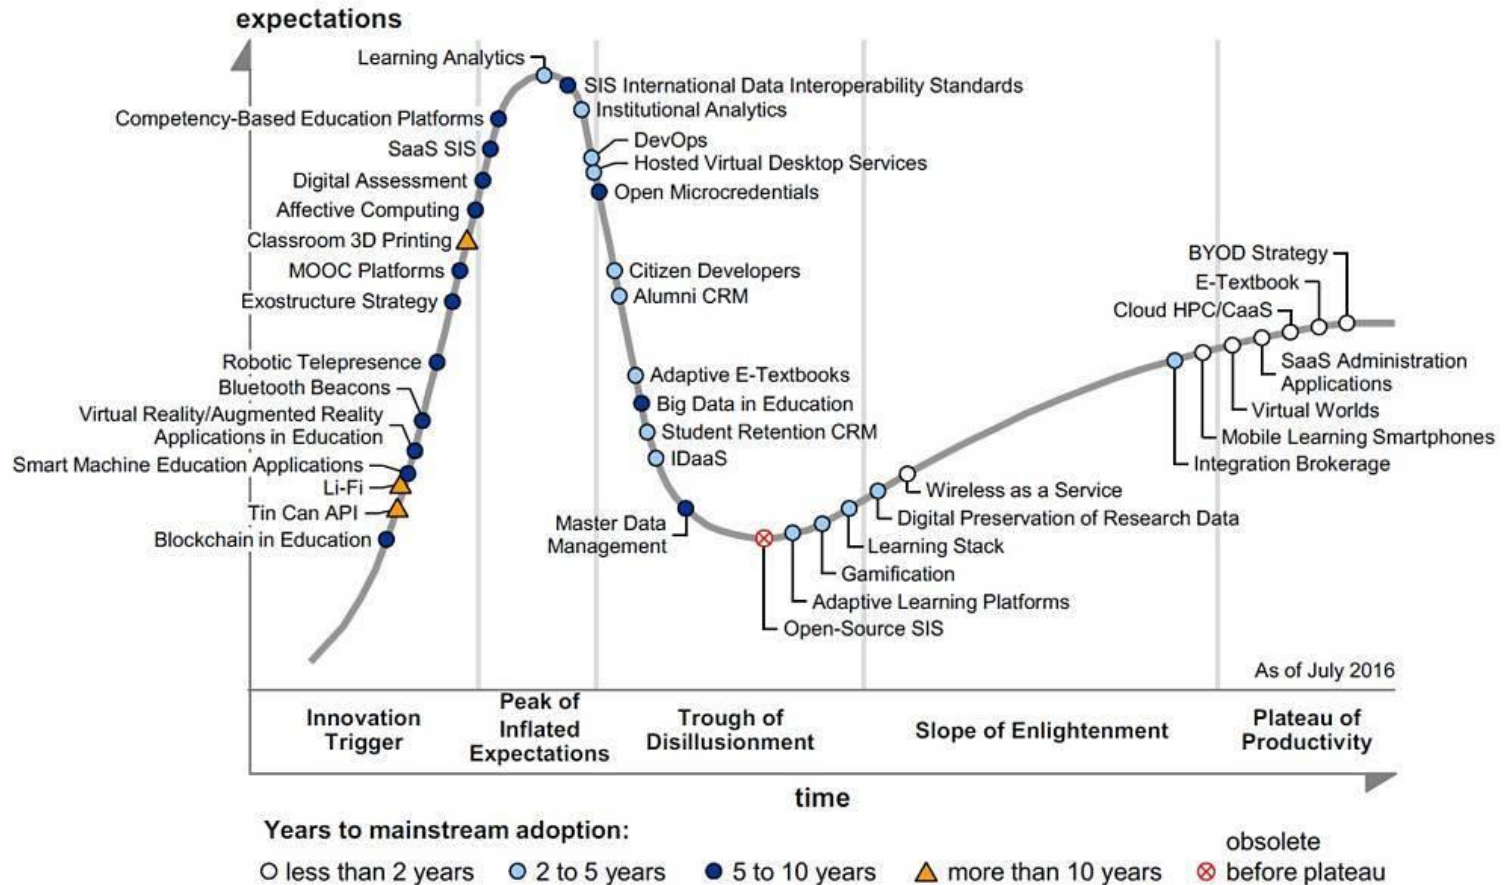 expectations
Learning Analytics
SIS International Data Interoperability Standards
Institutional Analytics
Competency-Based Education Platforms
DevOps
SaaS SIS
Hosted Virtual Desktop Services
Digital Assessment
Open Microcredentials
Affective Computing
Classroom 3D Printing
MOOC Platforms
Citizen Developers
Exostructure Strategy
Alumni CRM
BYOD Strategy
E-Textbook
Cloud HPC/CaaS
Robotic Telepresence
Bluetooth Beacons
Virtual Reality/Augmented Reality
Applications in Education
Smart Machine Education Applications
Li-Fi
Tin Can API
Blockchain in Education
Adaptive E-Textbooks
Big Data in Education
Student Retention CRM
IDaaS
Master Data
Management
SaaS Administration
Applications
Virtual Worlds
Mobile Learning Smartphones
Integration Brokerage
Wireless as a Service
Digital Preservation of Research Data
Learning Stack
Gamification
Adaptive Learning Platforms
Open-Source SIS
As of July 2016
Innovation
Trigger
Peak of
Inflated
Expectations
Trough of
Disillusionment
Slope of Enlightenment
Plateau of
Productivity
time
Years to mainstream adoption:
less than 2 years
2 to 5 years
5 to 10 years
more than 10 years
obsolete
before plateau